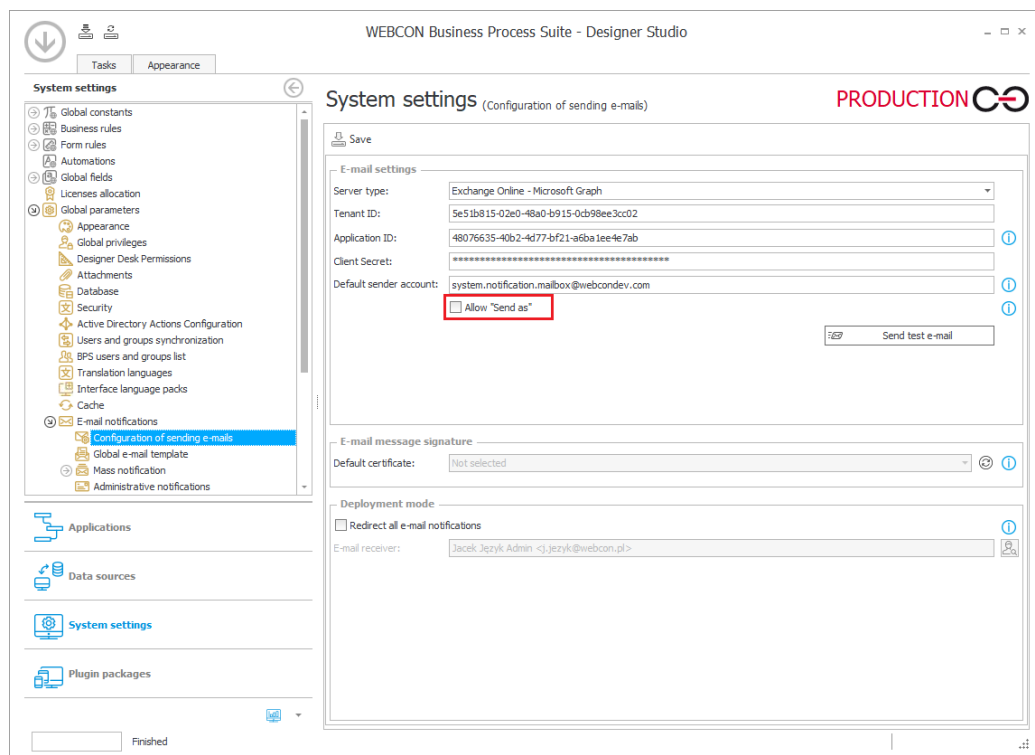 WEBCON Business Process Suite - Designer Studio
Tasks
Appearance
System settings
Global constants
Business rules
Form rules
Automations
Global fields
Licenses allocation
Global parameters
Appearance
Global privileges
Designer Desk Permissions
Attachments
Database
Security
Active Directory Actions Configuration
Users and groups synchronization
BPS users and groups list
Translation languages
Interface language packs
Cache
E-mail notifications
Configuration of sending e-mails
Global e-mail template
Mass notification
Administrative notifications
Applications
Data sources
System settings
Plugin packages
Finished
System settings (Configuration of sending e-mails)
PRODUCTION
Save
E-mail settings
Server type: Exchange Online - Microsoft Graph
Tenant ID: 5e51b815-02e0-48a0-b915-0cb98ee3cc02
Application ID: 48076635-40b2-4d77-bf21-a6ba1ee4e7ab
Client Secret: ****************************************
Default sender account: system.notification.mailbox@webcondev.com
Allow "Send as"
Send test e-mail
E-mail message signature
Default certificate: Not selected
Deployment mode
Redirect all e-mail notifications
E-mail receiver: Jacek Język Admin <j.jezyk@webcon.pl>